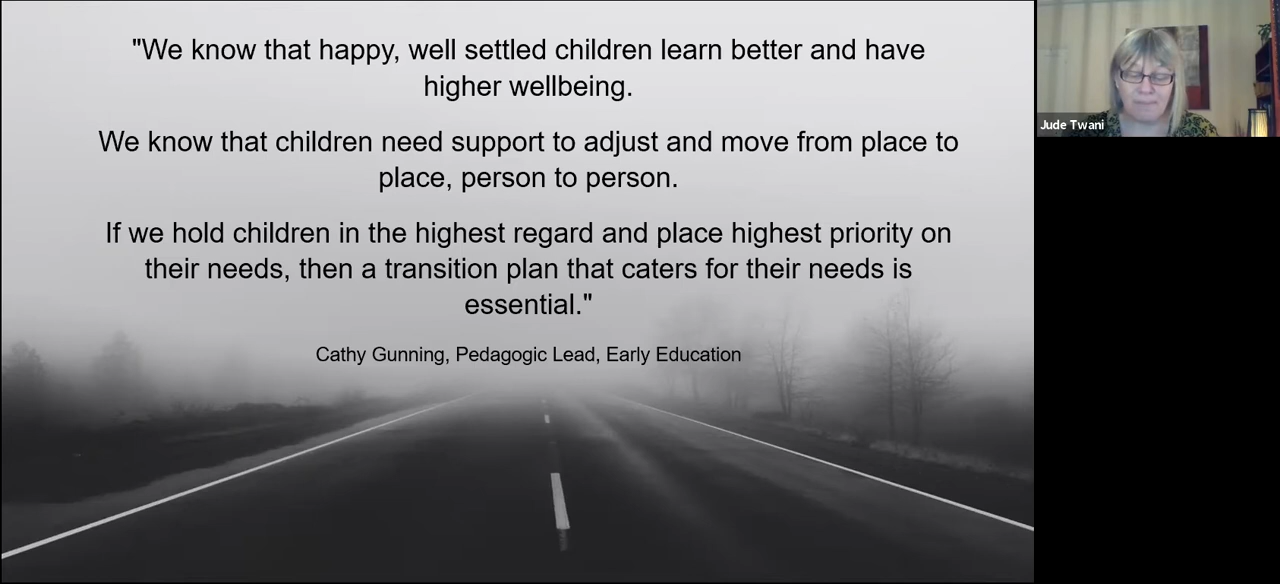 "We know that happy, well settled children learn better and have
higher wellbeing.
We know that children need support to adjust and move from place to
place, person to person.
If we hold children in the highest regard and place highest priority on
their needs, then a transition plan that caters for their needs is
essential."
Cathy Gunning, Pedagogic Lead, Early Education
Jude Twani